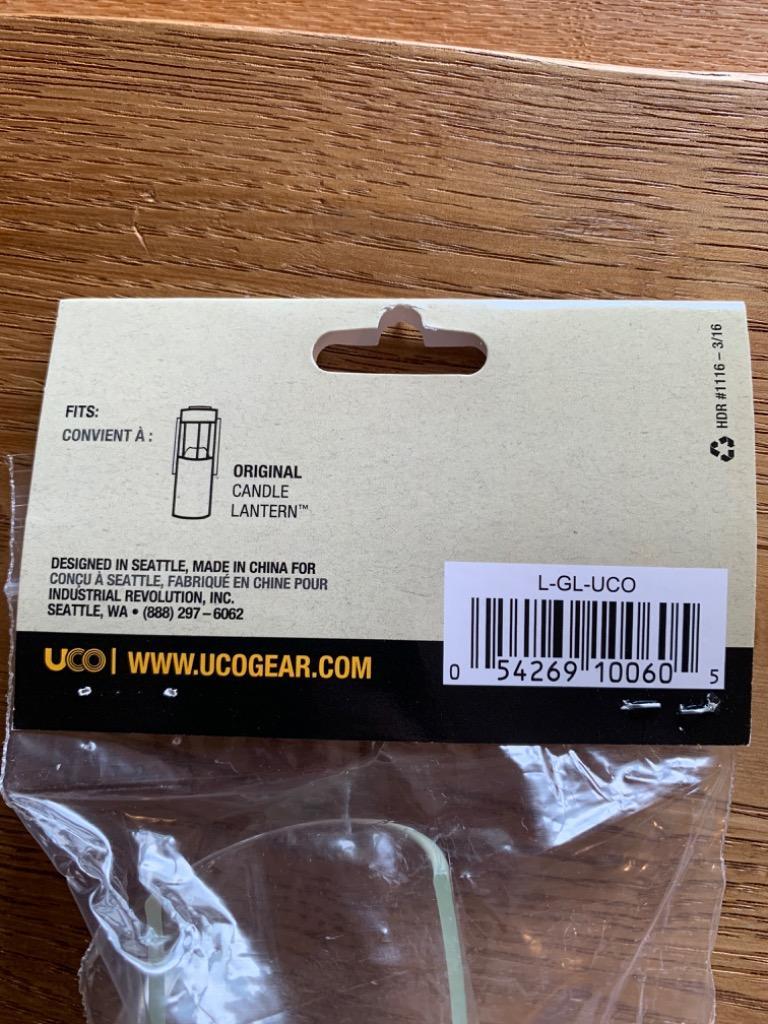 HDR #1116 – 3/16
FITS:
CONVIENT À :
ORIGINAL
CANDLE
LANTERN™
DESIGNED IN SEATTLE, MADE IN CHINA FOR
CONÇU À SEATTLE, FABRIQUÉ EN CHINE POUR
INDUSTRIAL REVOLUTION, INC.
SEATTLE, WA • (888) 297–6062
UCO | WWW.UCOGEAR.COM
L-GL-UCO
0 54269 10060 5